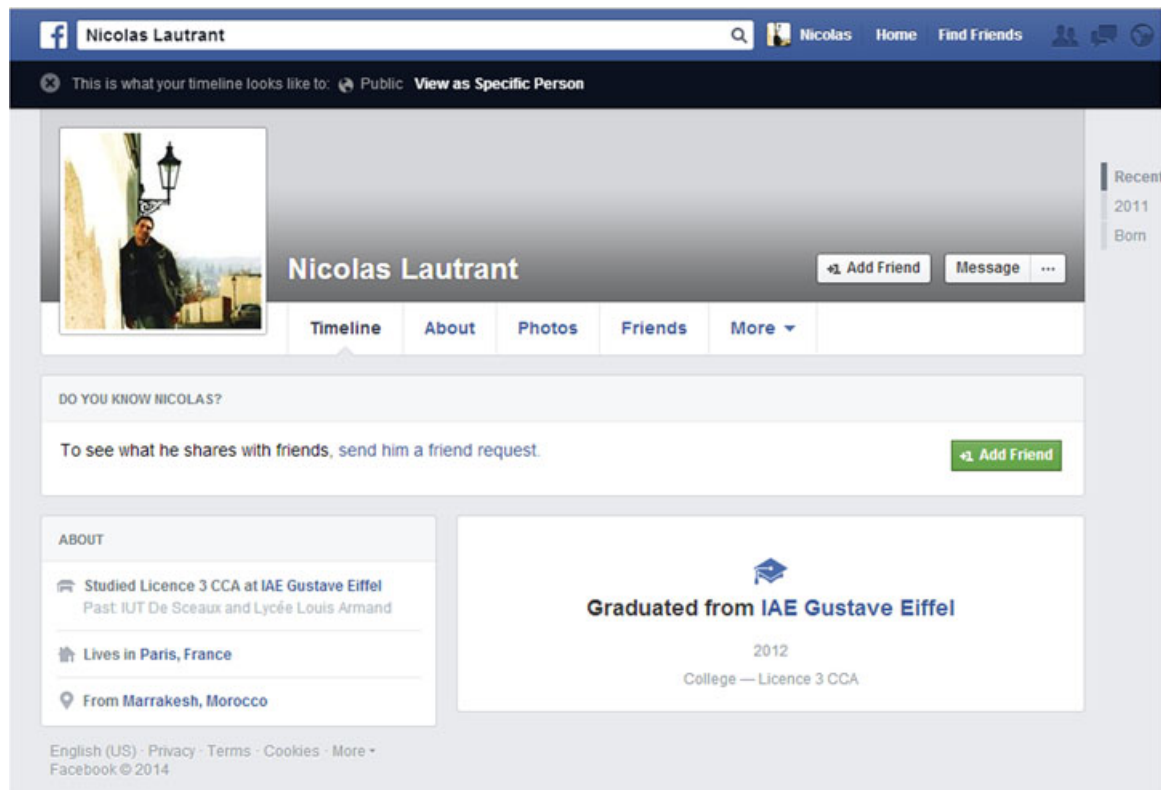 Nicolas Lautrant
Nicolas Home Find Friends
This is what your timeline looks like to: Public View as Specific Person
Recent
2011
Born
Nicolas Lautrant
+1 Add Friend Message ...
Timeline About Photos Friends More
DO YOU KNOW NICOLAS?
To see what he shares with friends, send him a friend request.
+1 Add Friend
ABOUT
Studied Licence 3 CCA at IAE Gustave Eiffel
Past: IUT De Sceaux and Lycée Louis Armand
Lives in Paris, France
From Marrakesh, Morocco
Graduated from IAE Gustave Eiffel
2012
College — Licence 3 CCA
English (US) · Privacy · Terms · Cookies · More
Facebook © 2014